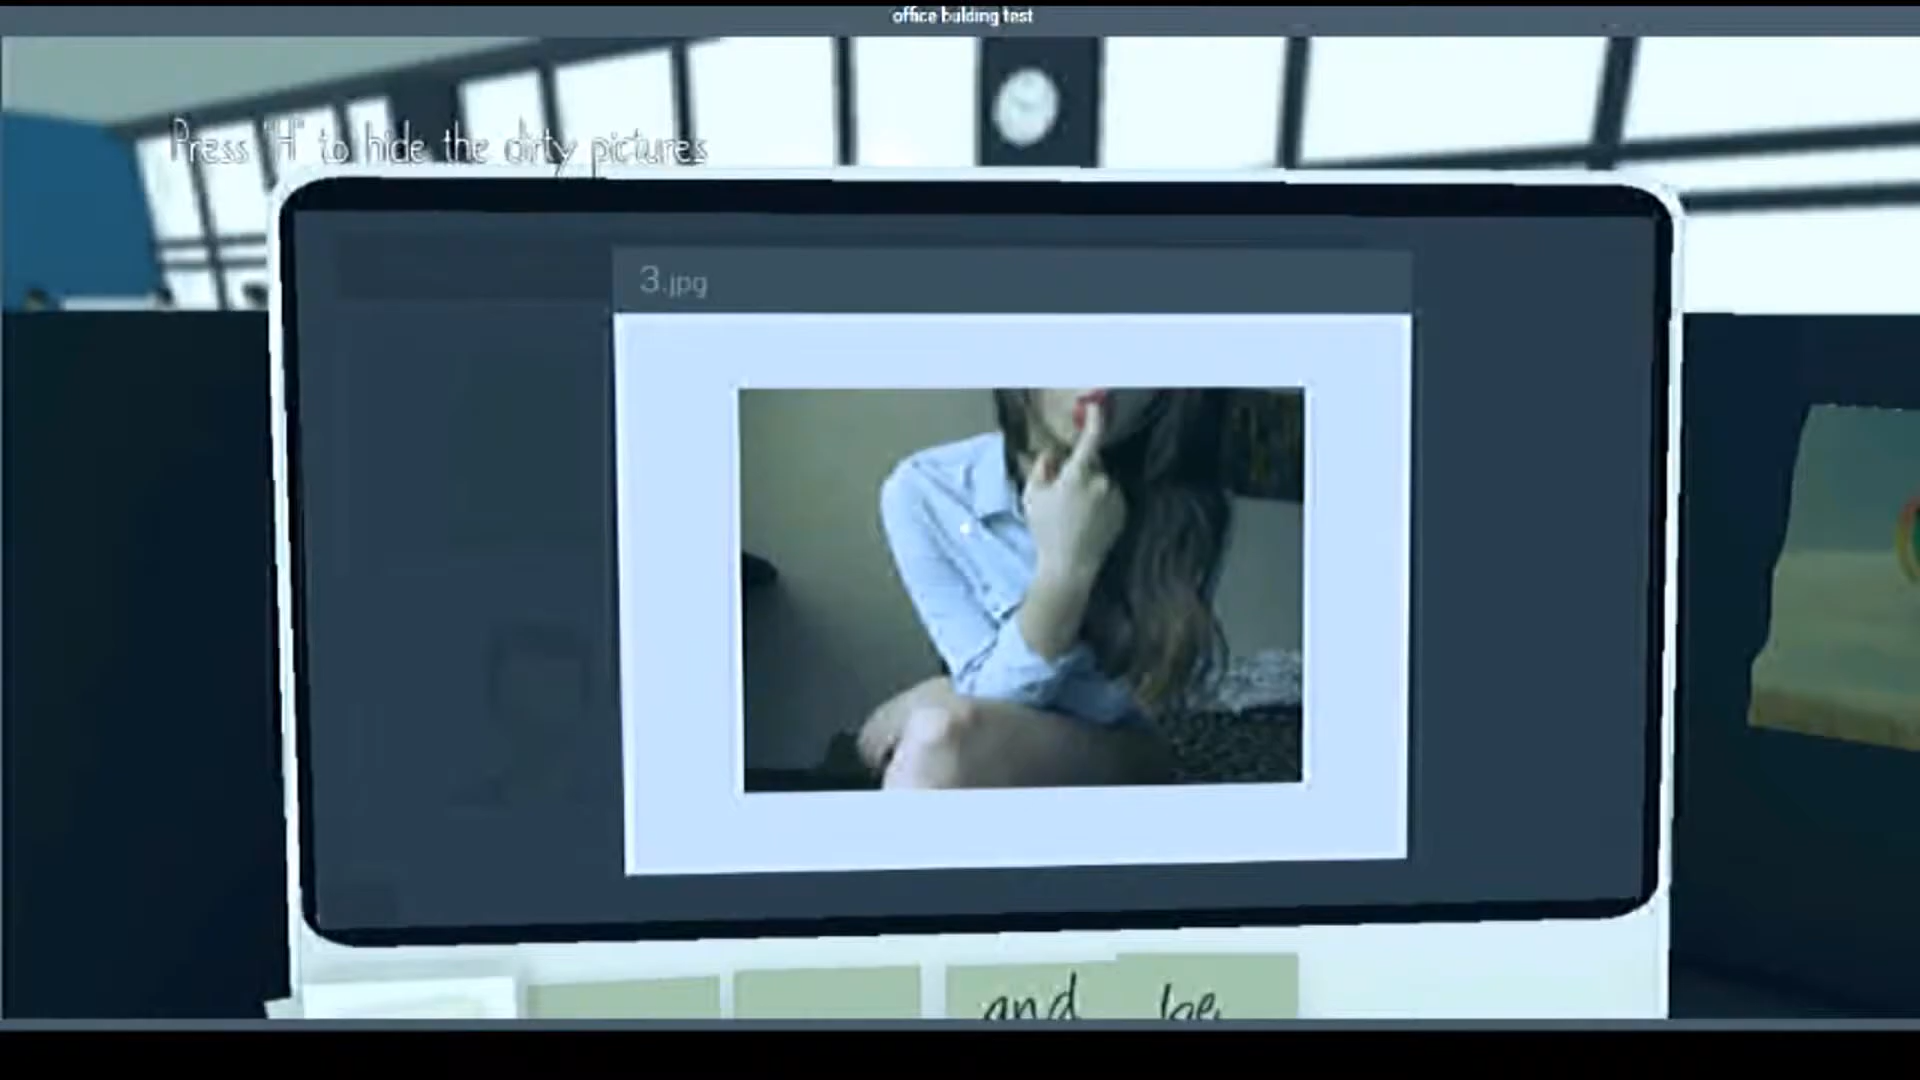 office bulding test
Press "H" to hide the dirty pictures
3.jpg
and be